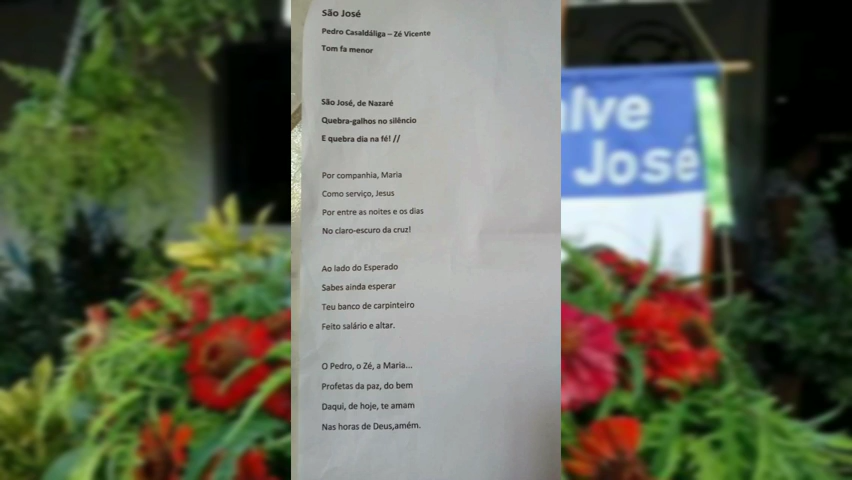 São José
Pedro Casaldáliga – Zé Vicente
Tom fa menor
São José, de Nazaré
Quebra-galhos no silêncio
E quebra dia na fé! //
Por companhia, Maria
Como serviço, Jesus
Por entre as noites e os dias
No claro-escuro da cruz!
Ao lado do Esperado
Sabes ainda esperar
Teu banco de carpinteiro
Feito salário e altar.
O Pedro, o Zé, a Maria...
Profetas da paz, do bem
Daqui, de hoje, te amam
Nas horas de Deus,amém.
lve
José